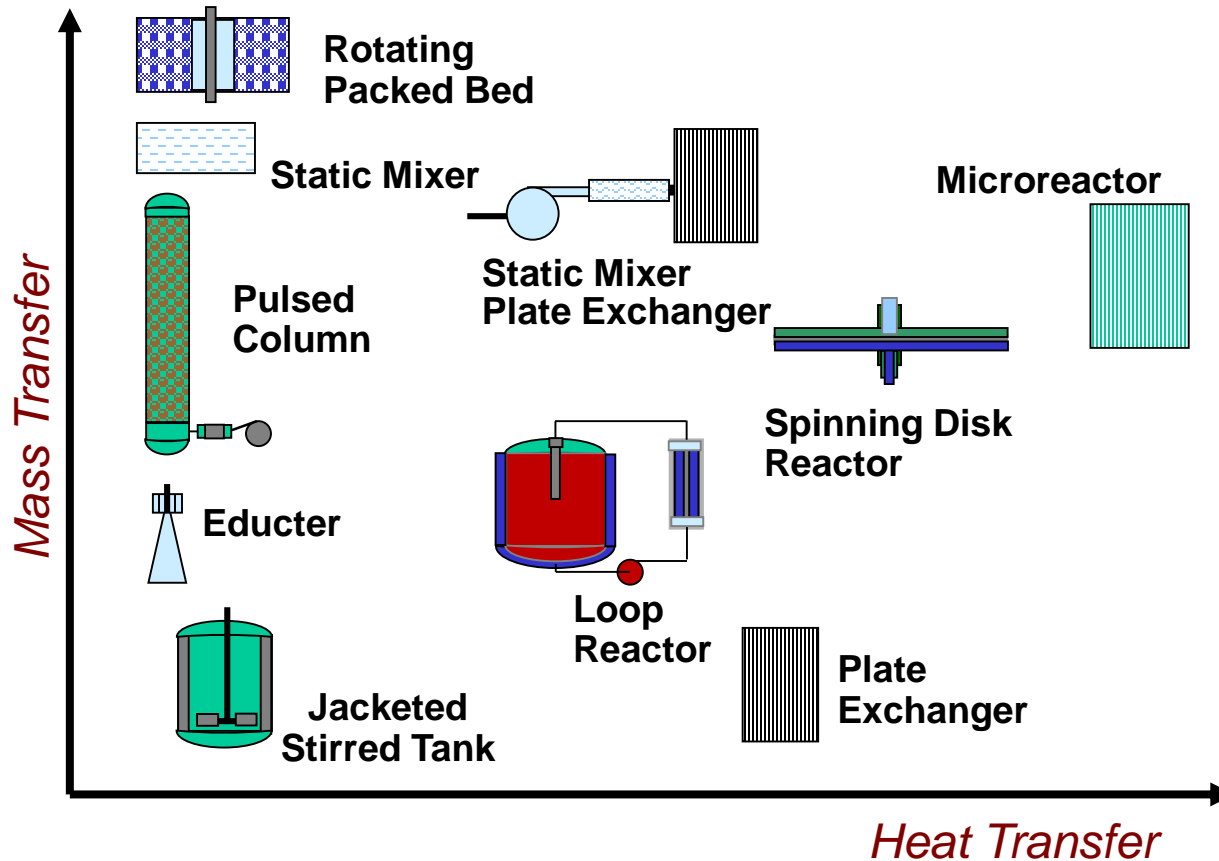 Rotating
Packed Bed
Static Mixer
Microreactor
Static Mixer
Plate Exchanger
Pulsed
Column
Spinning Disk
Reactor
Educter
Loop
Reactor
Plate
Exchanger
Jacketed
Stirred Tank
Mass Transfer
Heat Transfer